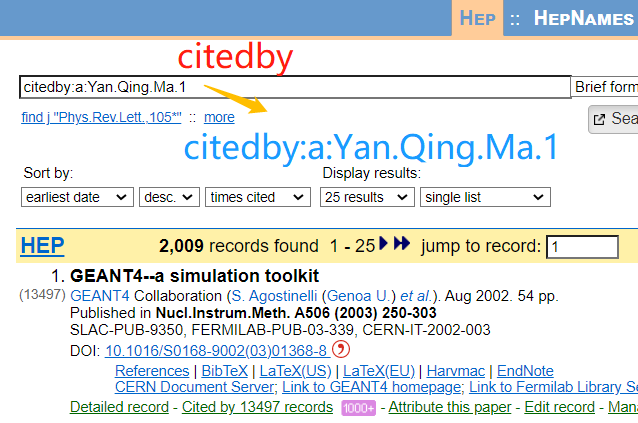 HEP :: HEPNAMES
citedby
citedby:a:Yan.Qing.Ma.1
Brief form
find j "Phys.Rev.Lett.,105*" :: more
Sea
citedby:a:Yan.Qing.Ma.1
Sort by:
Display results:
earliest date desc. times cited 25 results single list
HEP 2,009 records found 1 - 25 jump to record: 1
1. GEANT4--a simulation toolkit
(13497) GEANT4 Collaboration (S. Agostinelli (Genoa U.) et al.). Aug 2002. 54 pp.
Published in Nucl.Instrum.Meth. A506 (2003) 250-303
SLAC-PUB-9350, FERMILAB-PUB-03-339, CERN-IT-2002-003
DOI: 10.1016/S0168-9002(03)01368-8
References | BibTeX | LaTeX(US) | LaTeX(EU) | Harvmac | EndNote
CERN Document Server; Link to GEANT4 homepage; Link to Fermilab Library Se
Detailed record - Cited by 13497 records 1000+ - Attribute this paper - Edit record - Man